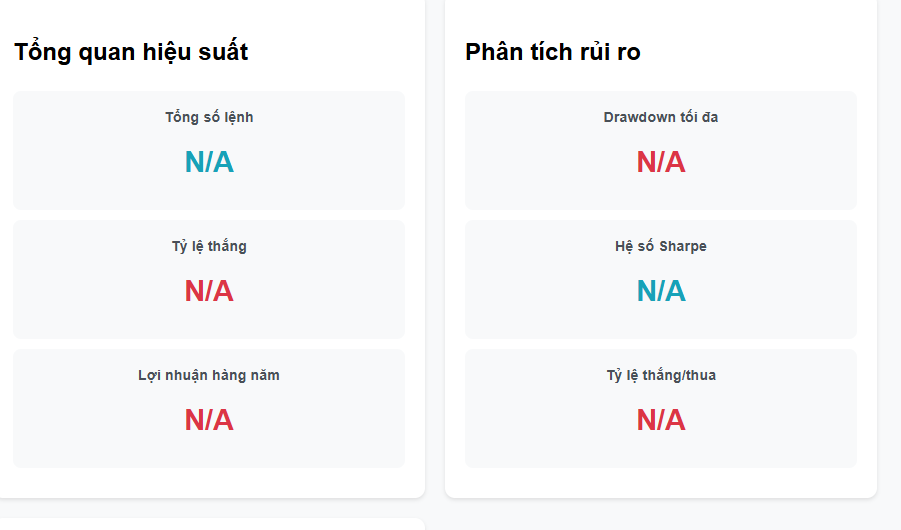 Tổng quan hiệu suất
Tổng số lệnh
N/A
Tỷ lệ thắng
N/A
Lợi nhuận hàng năm
N/A
Phân tích rủi ro
Drawdown tối đa
N/A
Hệ số Sharpe
N/A
Tỷ lệ thắng/thua
N/A